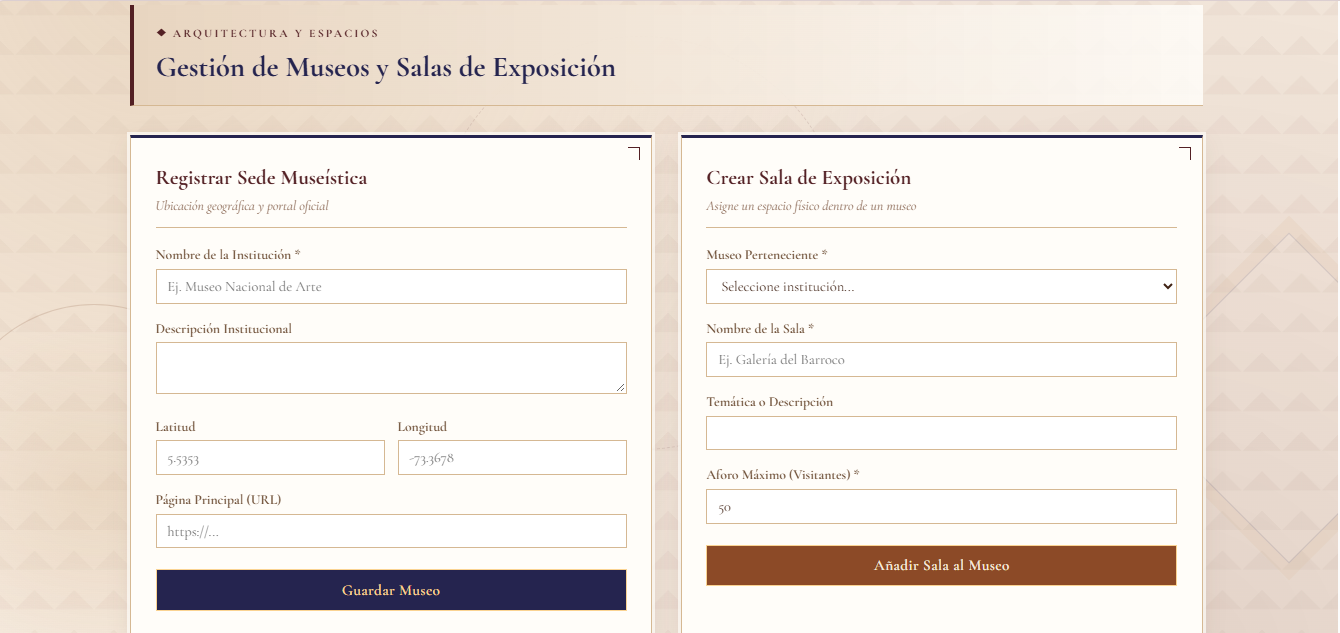 ◆ ARQUITECTURA Y ESPACIOS
Gestión de Museos y Salas de Exposición
Registrar Sede Museística
Ubicación geográfica y portal oficial
Nombre de la Institución *
Ej. Museo Nacional de Arte
Descripción Institucional
Latitud
Longitud
5.5353
-73.3678
Página Principal (URL)
https://...
Guardar Museo
Crear Sala de Exposición
Asigne un espacio físico dentro de un museo
Museo Perteneciente *
Seleccione institución...
Nombre de la Sala *
Ej. Galería del Barroco
Temática o Descripción
Aforo Máximo (Visitantes) *
50
Añadir Sala al Museo